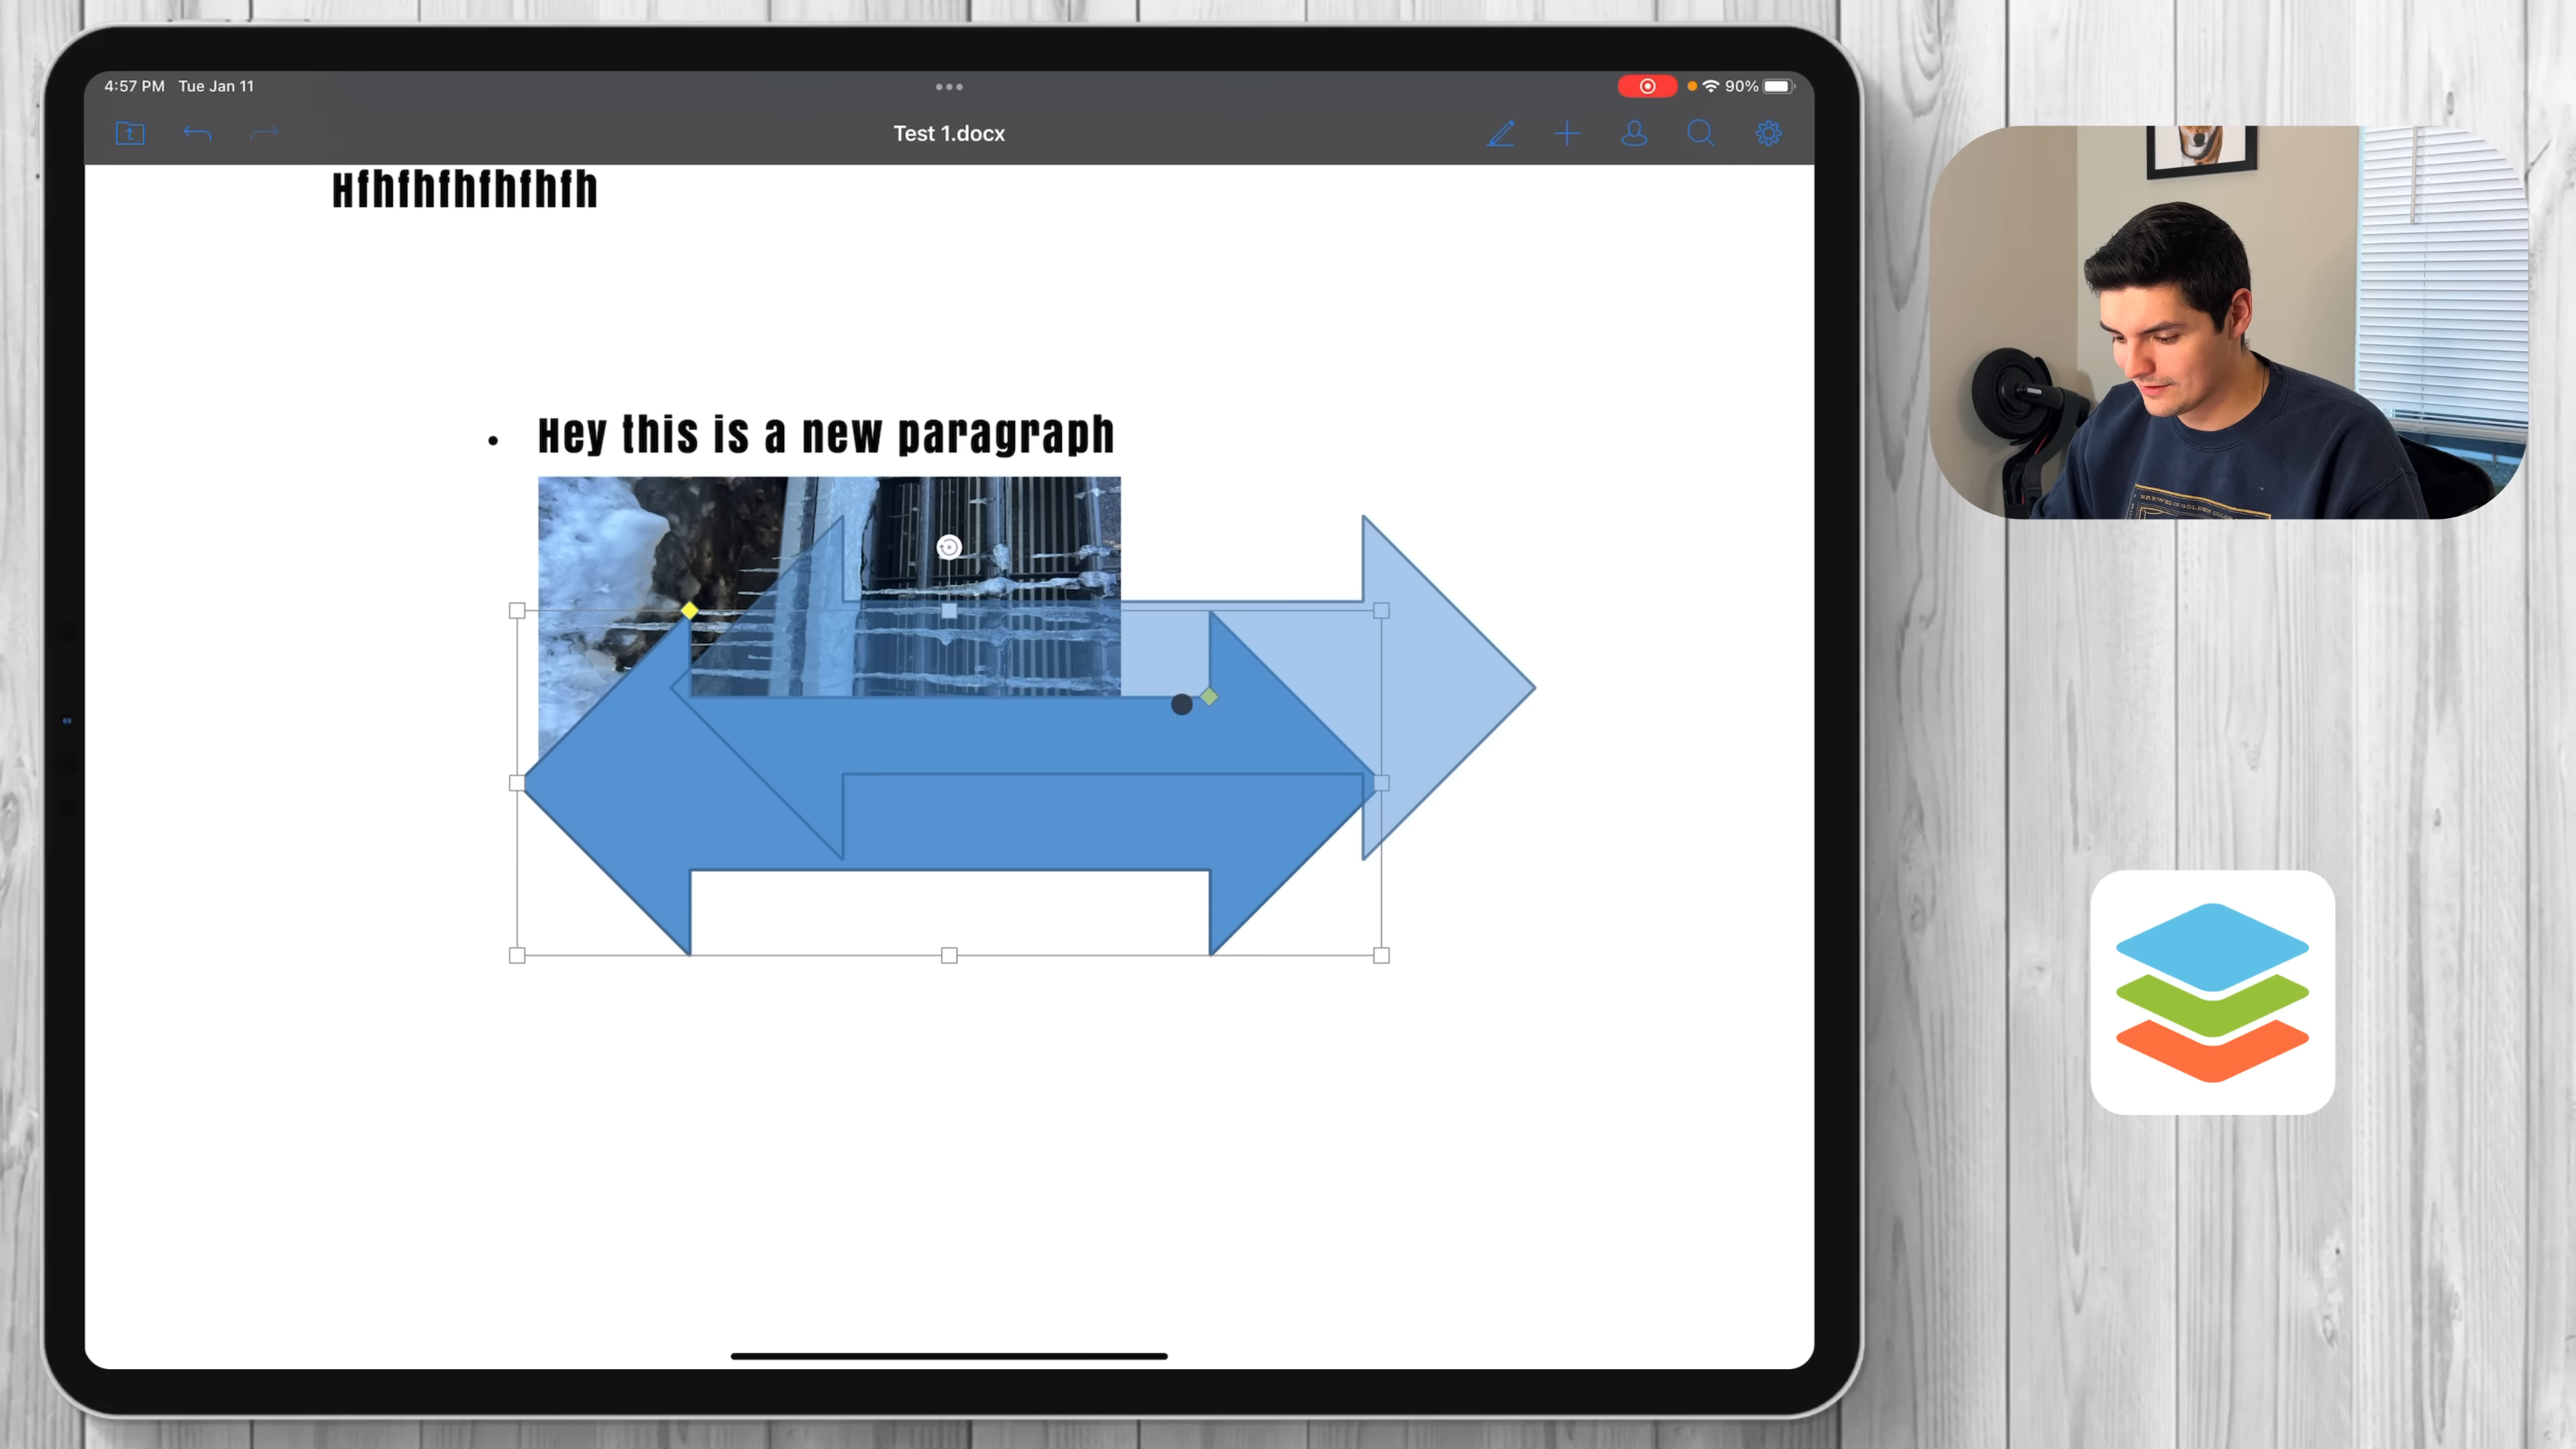 4:57 PM Tue Jan 11
90%
Test 1.docx
Hfhfhfhfhfhfh
• Hey this is a new paragraph